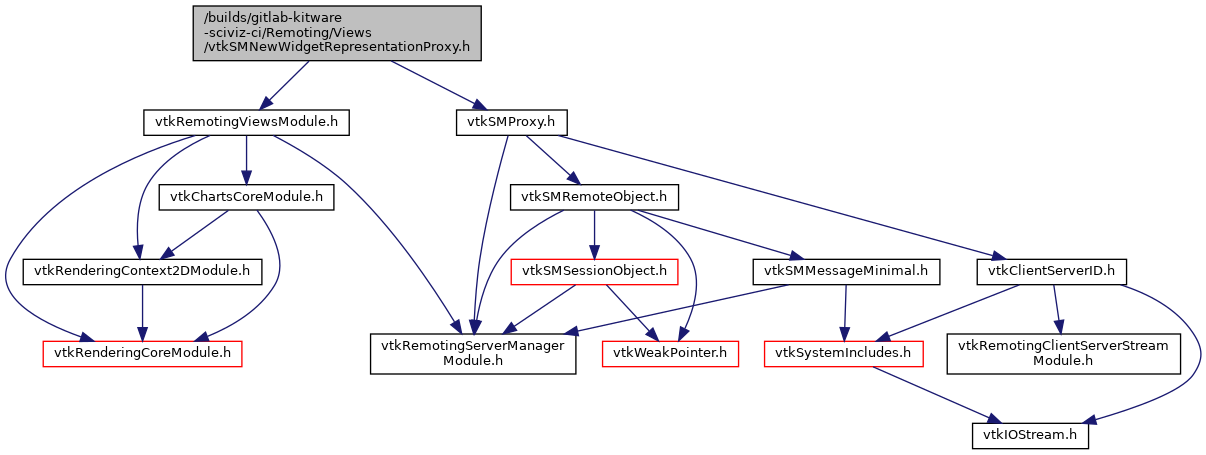 /builds/gitlab-kitware
-sciviz-ci/Remoting/Views
/vtkSMNewWidgetRepresentationProxy.h
vtkRemotingViewsModule.h
vtkSMProxy.h
vtkChartsCoreModule.h
vtkSMRemoteObject.h
vtkRenderingContext2DModule.h
vtkSMSessionObject.h
vtkSMMessageMinimal.h
vtkClientServerID.h
vtkRenderingCoreModule.h
vtkRemotingServerManager
Module.h
vtkWeakPointer.h
vtkSystemIncludes.h
vtkRemotingClientServerStream
Module.h
vtkIOStream.h